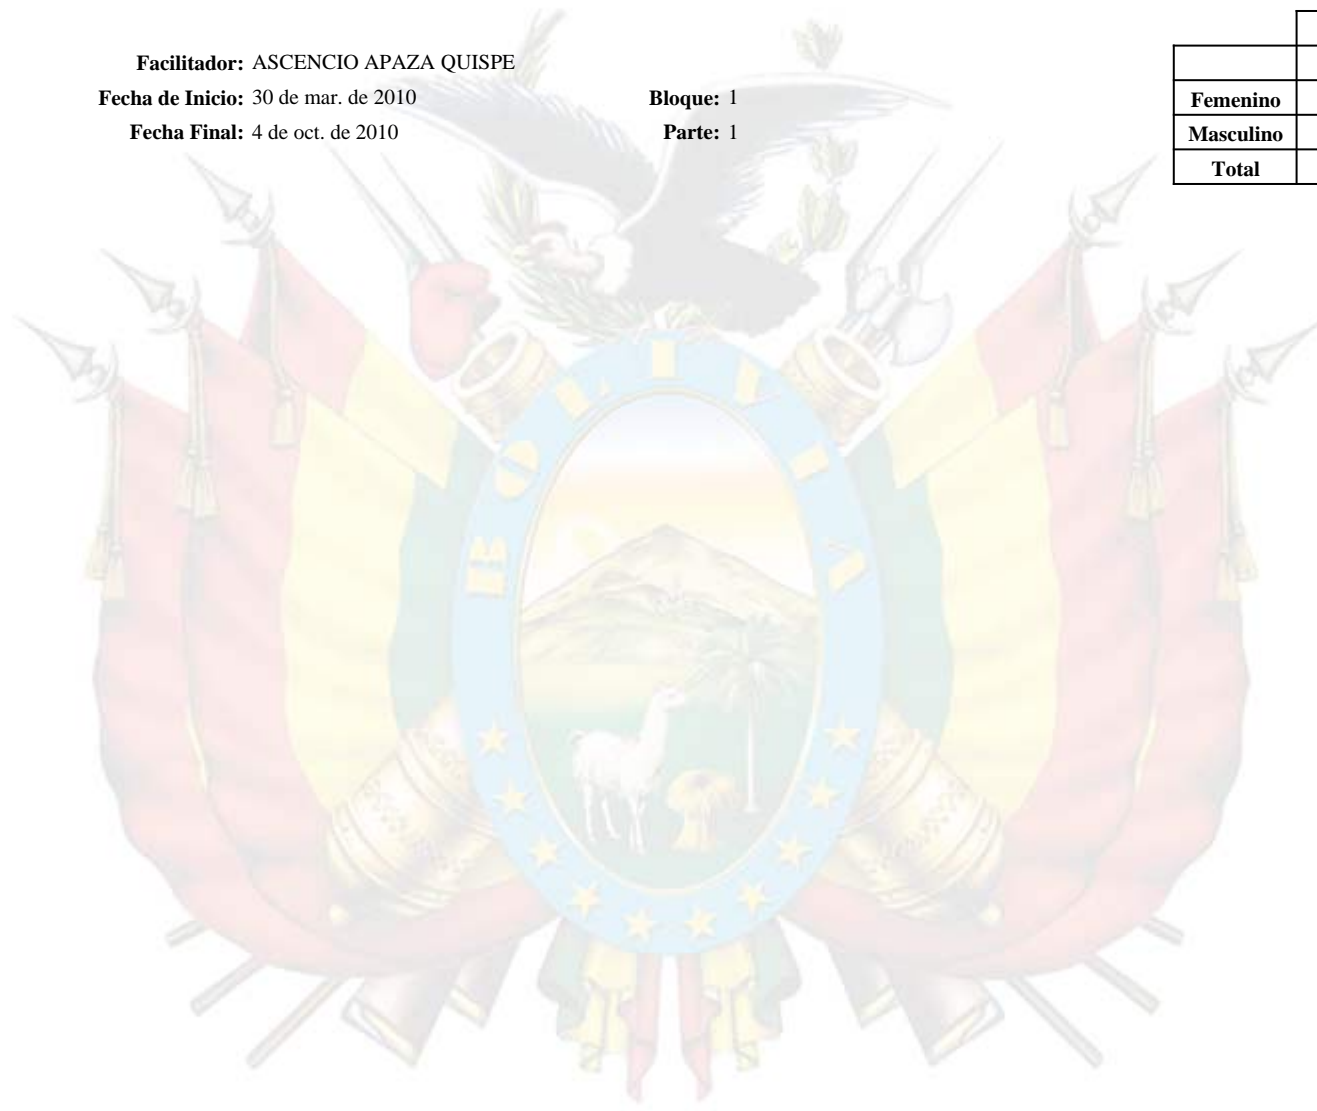 Facilitador: ASCENCIO APAZA QUISPE
Fecha de Inicio: 30 de mar. de 2010 Bloque: 1
Fecha Final: 4 de oct. de 2010 Parte: 1
Femenino
Masculino
Total
BOLIVIA